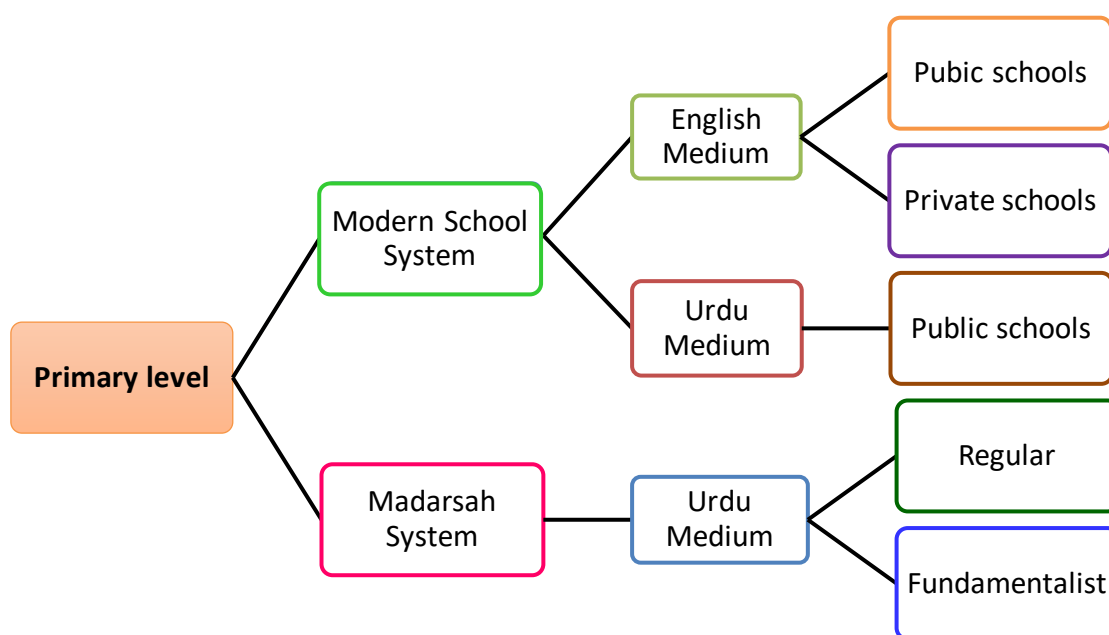 Primary level
Modern School
System
Madarsah
System
English
Medium
Urdu
Medium
Urdu
Medium
Pubic schools
Private schools
Public schools
Regular
Fundamentalist